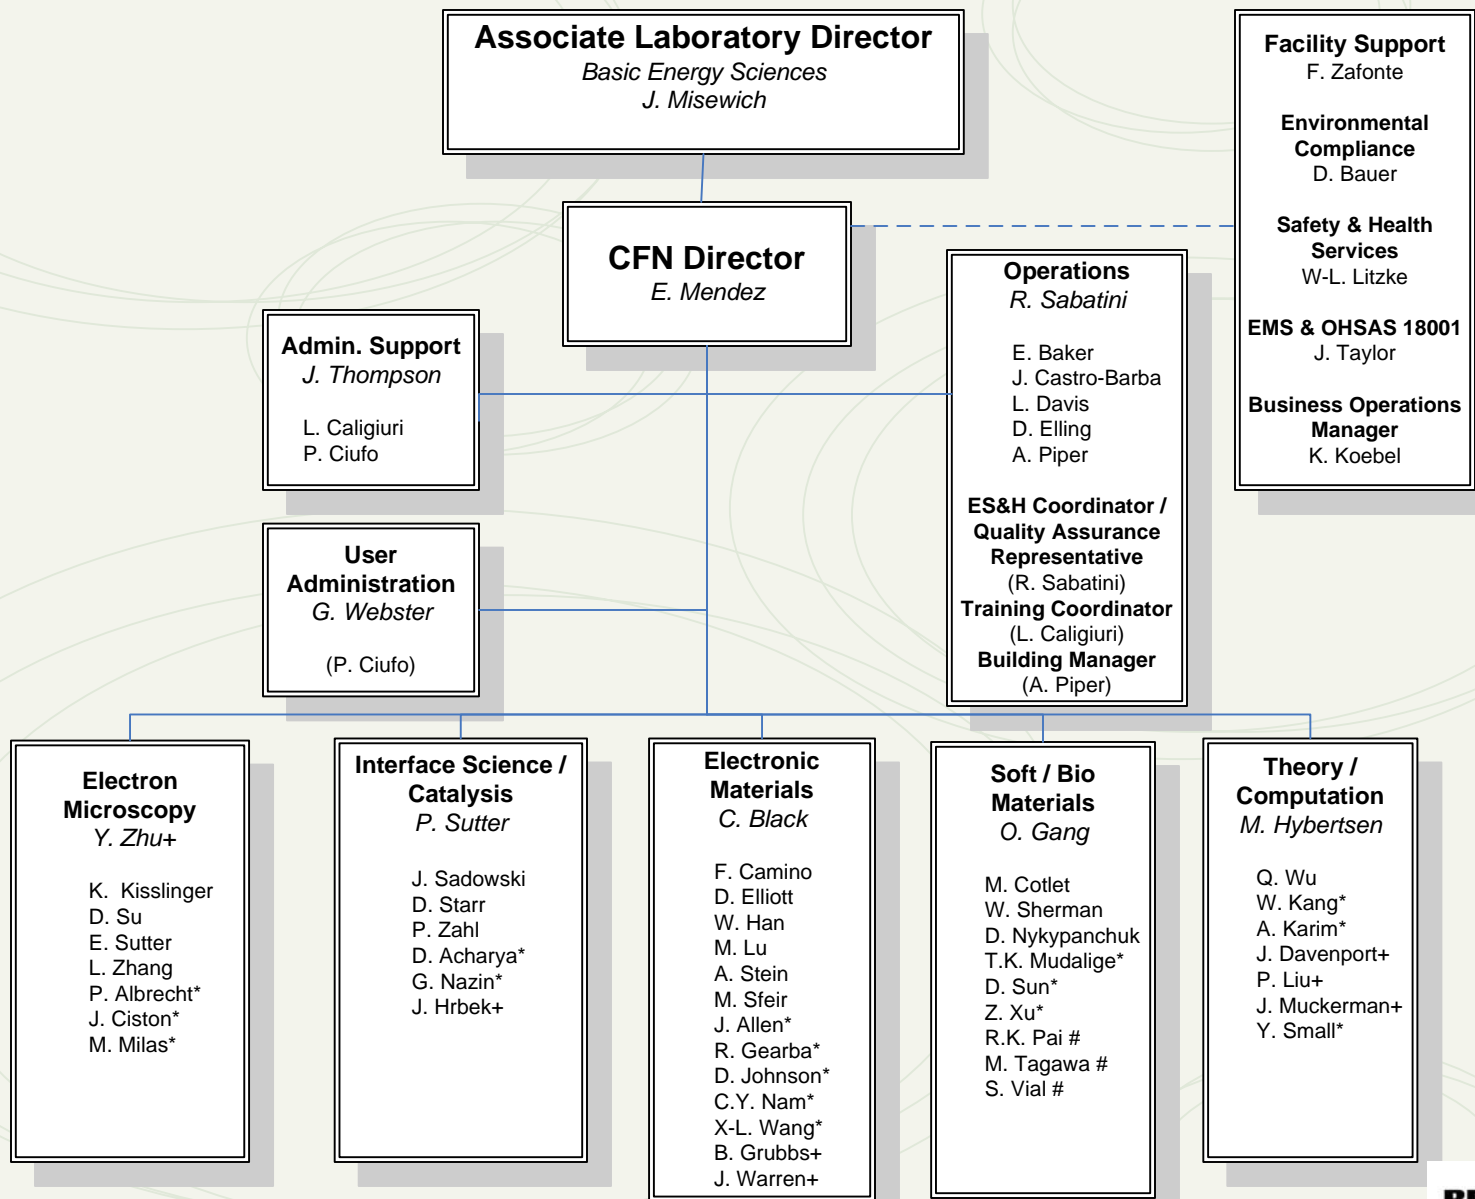 Associate Laboratory Director
Basic Energy Sciences
J. Misewich
Facility Support
F. Zafonte
Environmental
Compliance
D. Bauer
Safety & Health
Services
W-L. Litzke
EMS & OHSAS 18001
J. Taylor
Business Operations
Manager
K. Koebel
CFN Director
E. Mendez
Operations
R. Sabatini
E. Baker
J. Castro-Barba
L. Davis
D. Elling
A. Piper
ES&H Coordinator /
Quality Assurance
Representative
(R. Sabatini)
Training Coordinator
(L. Caligiuri)
Building Manager
(A. Piper)
Admin. Support
J. Thompson
L. Caligiuri
P. Ciufo
User
Administration
G. Webster
(P. Ciufo)
Electron
Microscopy
Y. Zhu+
K. Kisslinger
D. Su
E. Sutter
L. Zhang
P. Albrecht*
J. Ciston*
M. Milas*
Interface Science /
Catalysis
P. Sutter
J. Sadowski
D. Starr
P. Zahl
D. Acharya*
G. Nazin*
J. Hrbek+
Electronic
Materials
C. Black
F. Camino
D. Elliott
W. Han
M. Lu
A. Stein
M. Sfeir
J. Allen*
R. Gearba*
D. Johnson*
C.Y. Nam*
X-L. Wang*
B. Grubbs+
J. Warren+
Soft / Bio
Materials
O. Gang
M. Cotlet
W. Sherman
D. Nykypanchuk
T.K. Mudalige*
D. Sun*
Z. Xu*
R.K. Pai #
M. Tagawa #
S. Vial #
Theory /
Computation
M. Hybertsen
Q. Wu
W. Kang*
A. Karim*
J. Davenport+
P. Liu+
J. Muckerman+
Y. Small*